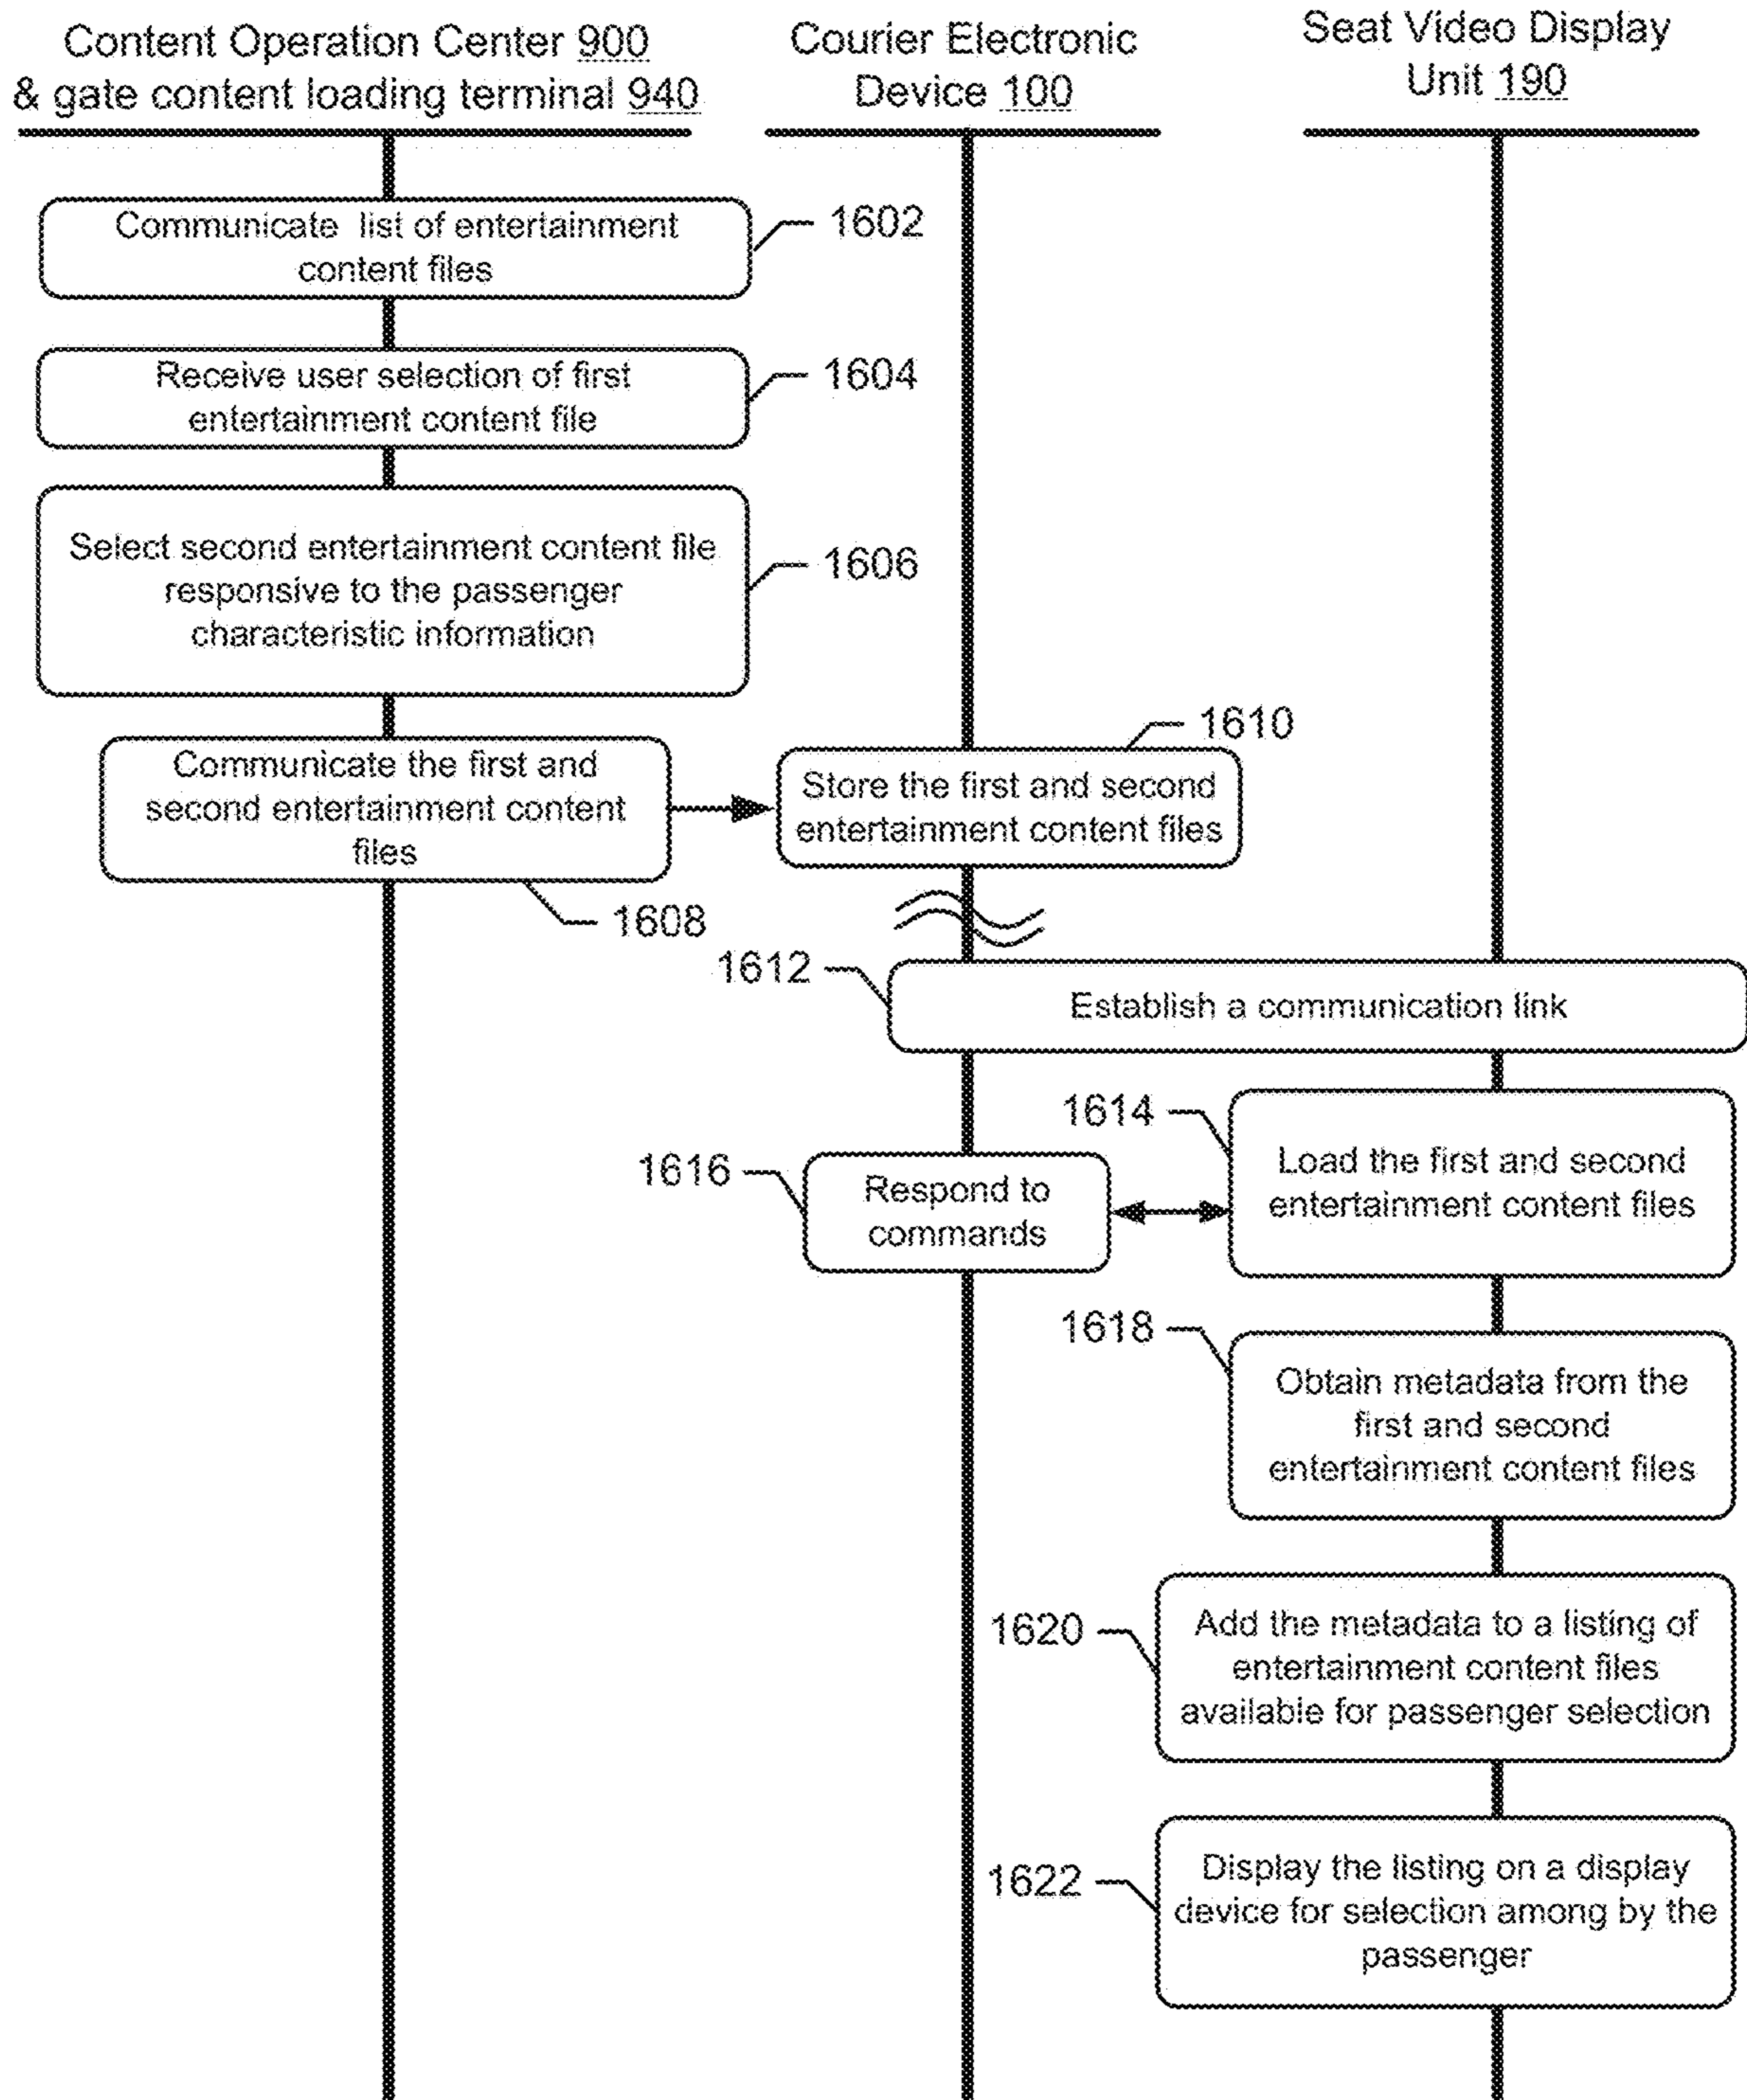 Content Operation Center 900
& gate content loading terminal 940
Courier Electronic
Device 100
Seat Video Display
Unit 190
Communicate list of entertainment
content files
1602
Receive user selection of first
entertainment content file
1604
Select second entertainment content file
responsive to the passenger
characteristic information
1606
Communicate the first and
second entertainment content
files
1608
1610
Store the first and second
entertainment content files
1612
Establish a communication link
1614
Load the first and second
entertainment content files
1616
Respond to
commands
1618
Obtain metadata from the
first and second
entertainment content files
1620
Add the metadata to a listing of
entertainment content files
available for passenger selection
1622
Display the listing on a display
device for selection among by the
passenger